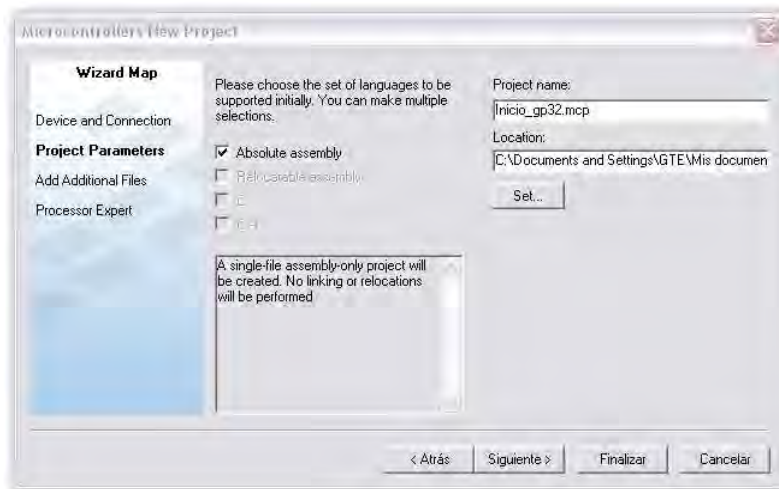 Microcontrollers New Project
Wizard Map
Device and Connection
Project Parameters
Add Additional Files
Processor Expert
Please choose the set of languages to be
supported initially. You can make multiple
selections.
Absolute assembly
Relocatable assembly
C
C++
A single-file assembly-only project will
be created. No linking or relocations
will be performed
Project name:
Inicio_gp32.mcp
Location:
C:\Documents and Settings\GTE\Mis documen
Set...
< Atrás
Siguiente >
Finalizar
Cancelar